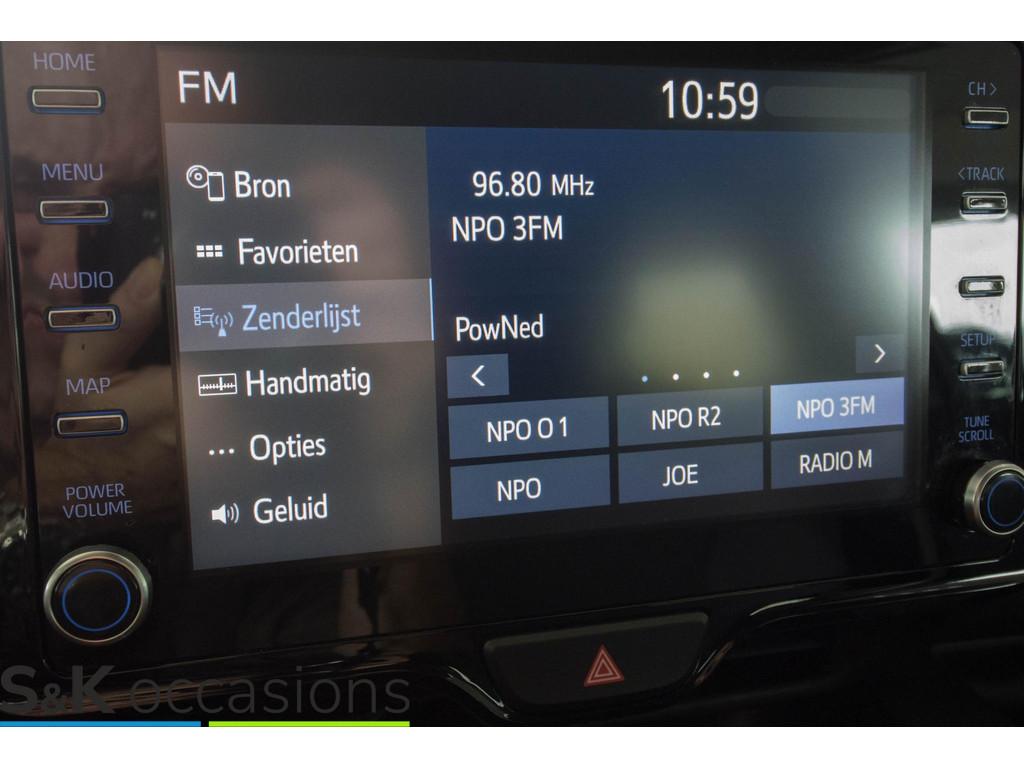 HOME
MENU
AUDIO
MAP
POWER
VOLUME
FM
10:59
Bron
Favorieten
Zenderlijst
Handmatig
Opties
Geluid
96.80 MHz
NPO 3FM
PowNed
NPO O 1
NPO R2
NPO 3FM
NPO
JOE
RADIO M
CH >
< TRACK
SETUP
TUNE
SCROLL
S&K occasions